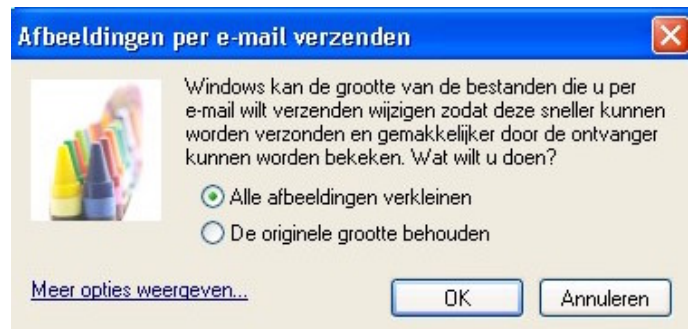 Afbeeldingen per e-mail verzenden
Windows kan de grootte van de bestanden die u per
e-mail wilt verzenden wijzigen zodat deze sneller kunnen
worden verzonden en gemakkelijker door de ontvanger
kunnen worden bekeken. Wat wilt u doen?
Alle afbeeldingen verkleinen
De originele grootte behouden
Meer opties weergeven...
OK
Annuleren